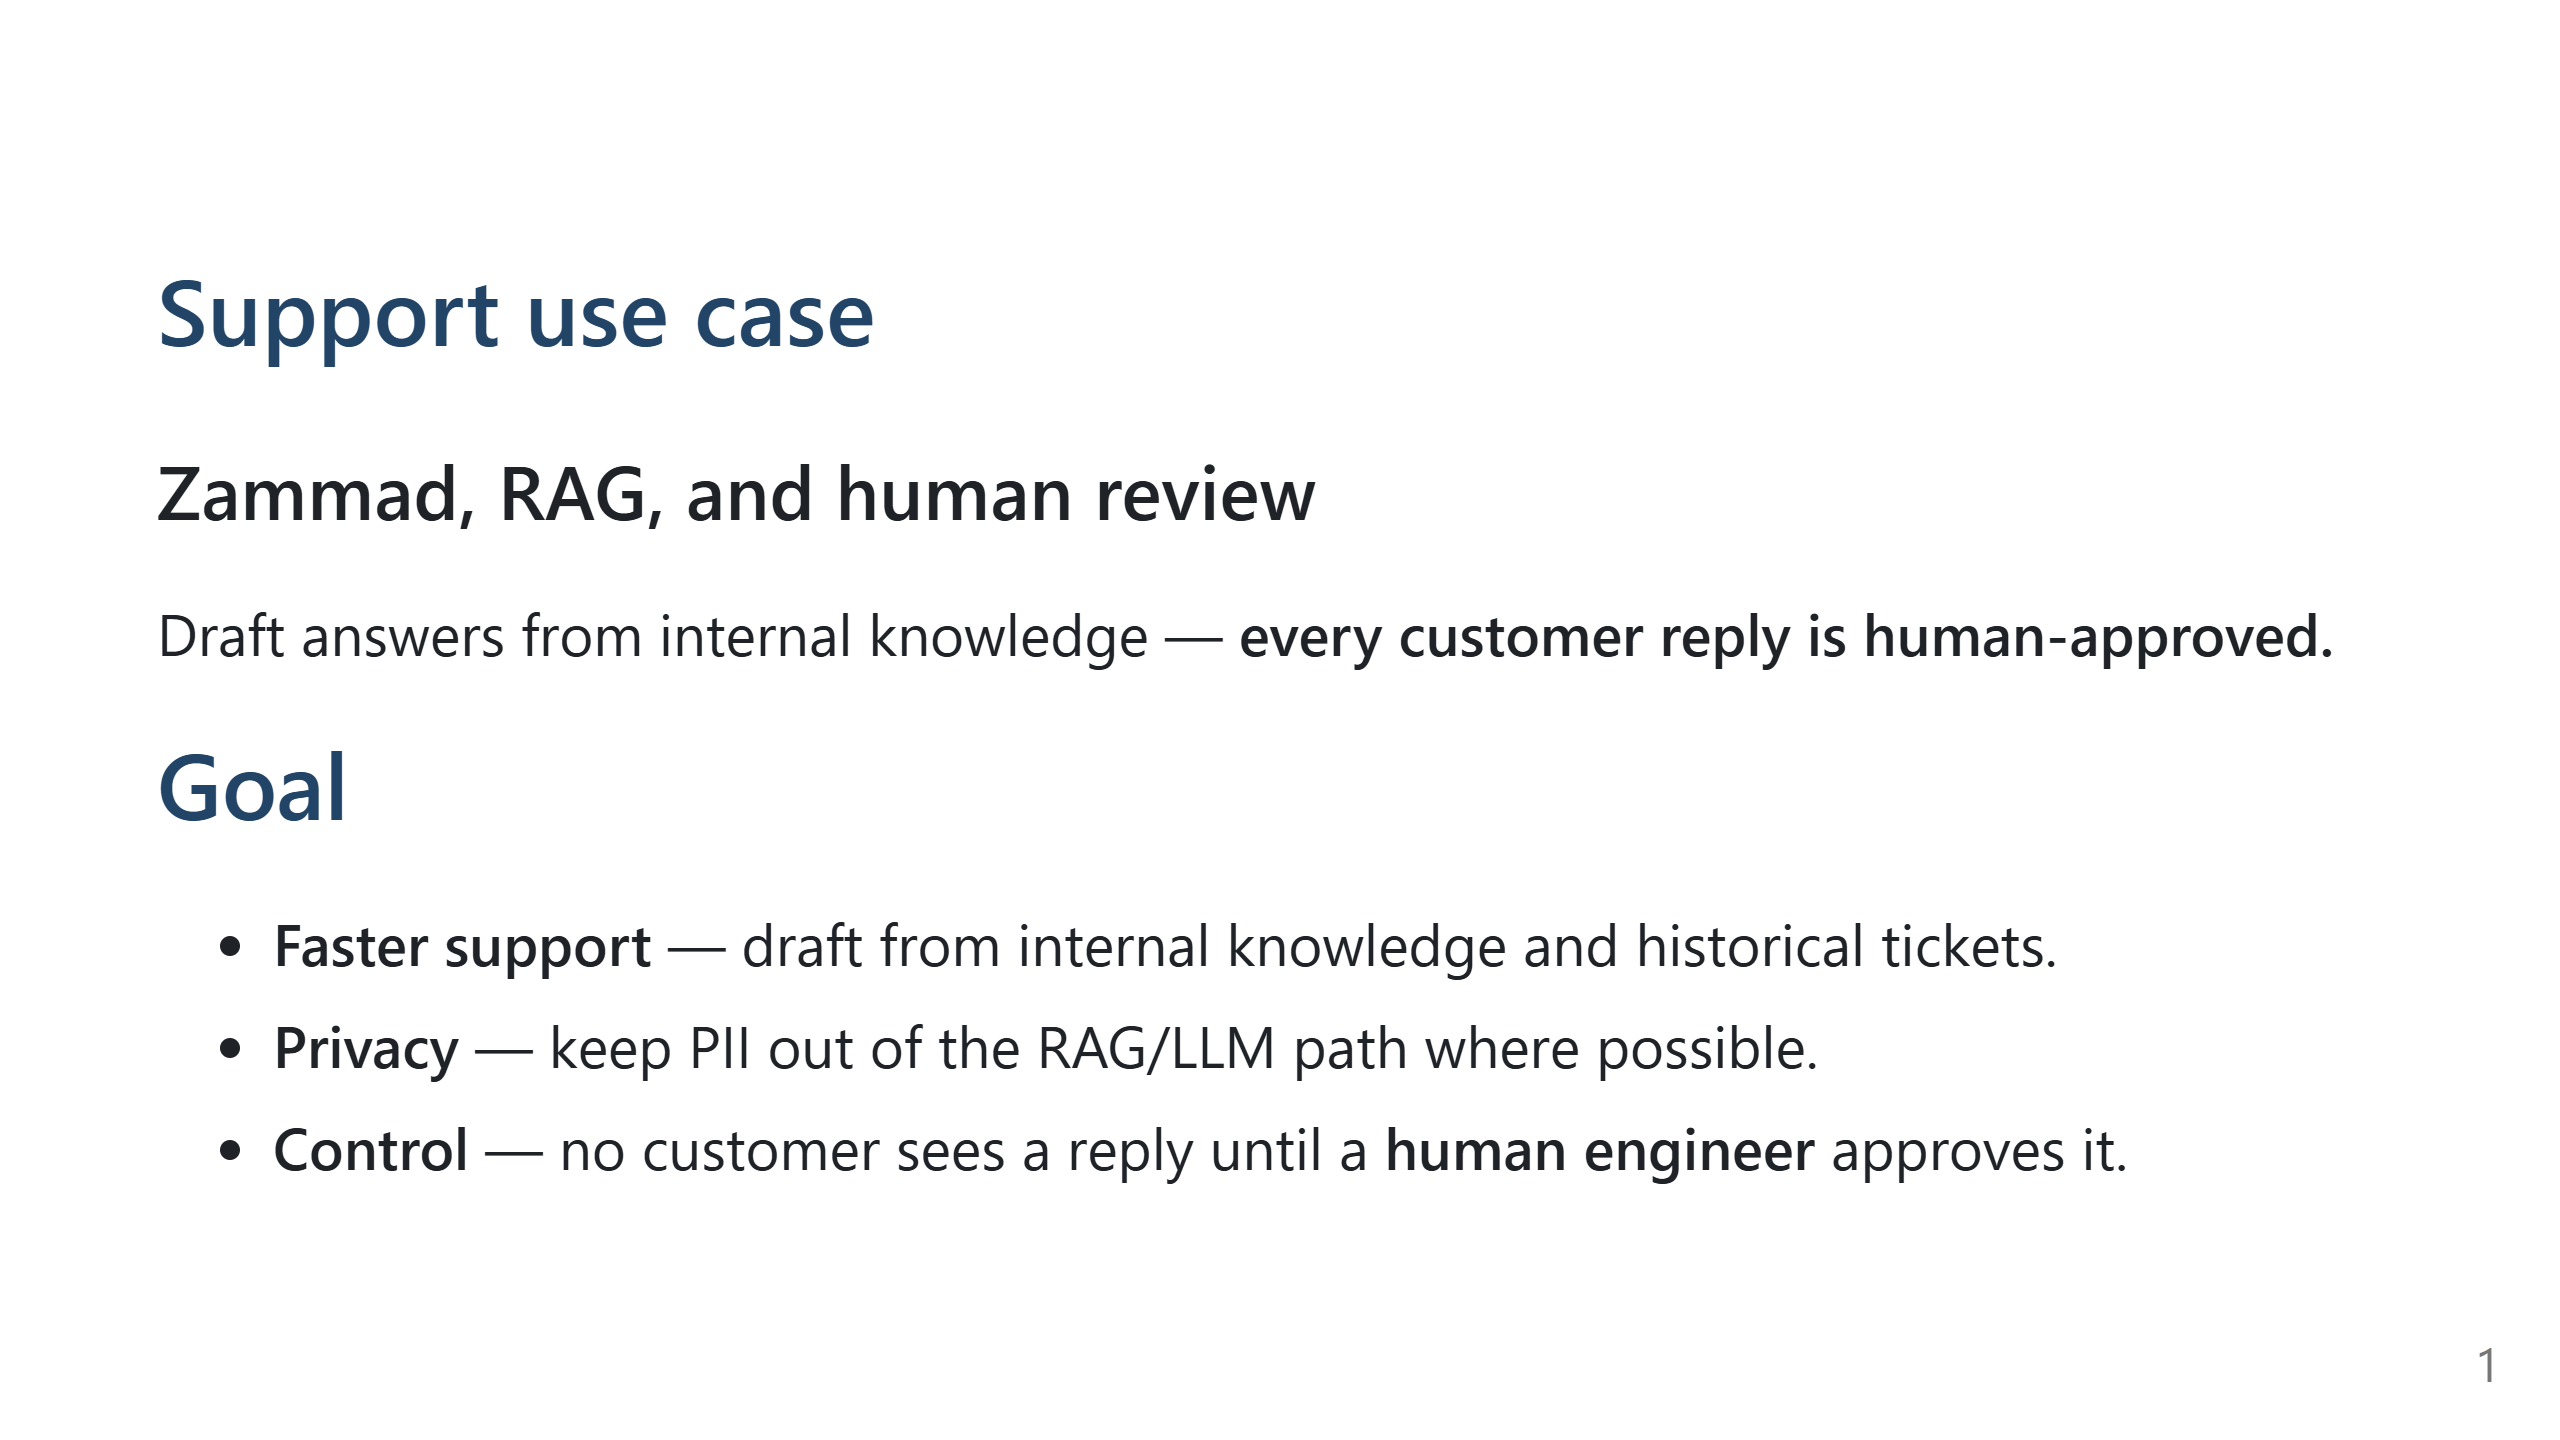 Support use case
Zammad, RAG, and human review
Draft answers from internal knowledge — every customer reply is human-approved.
Goal
• Faster support — draft from internal knowledge and historical tickets.
• Privacy — keep PII out of the RAG/LLM path where possible.
• Control — no customer sees a reply until a human engineer approves it.
1